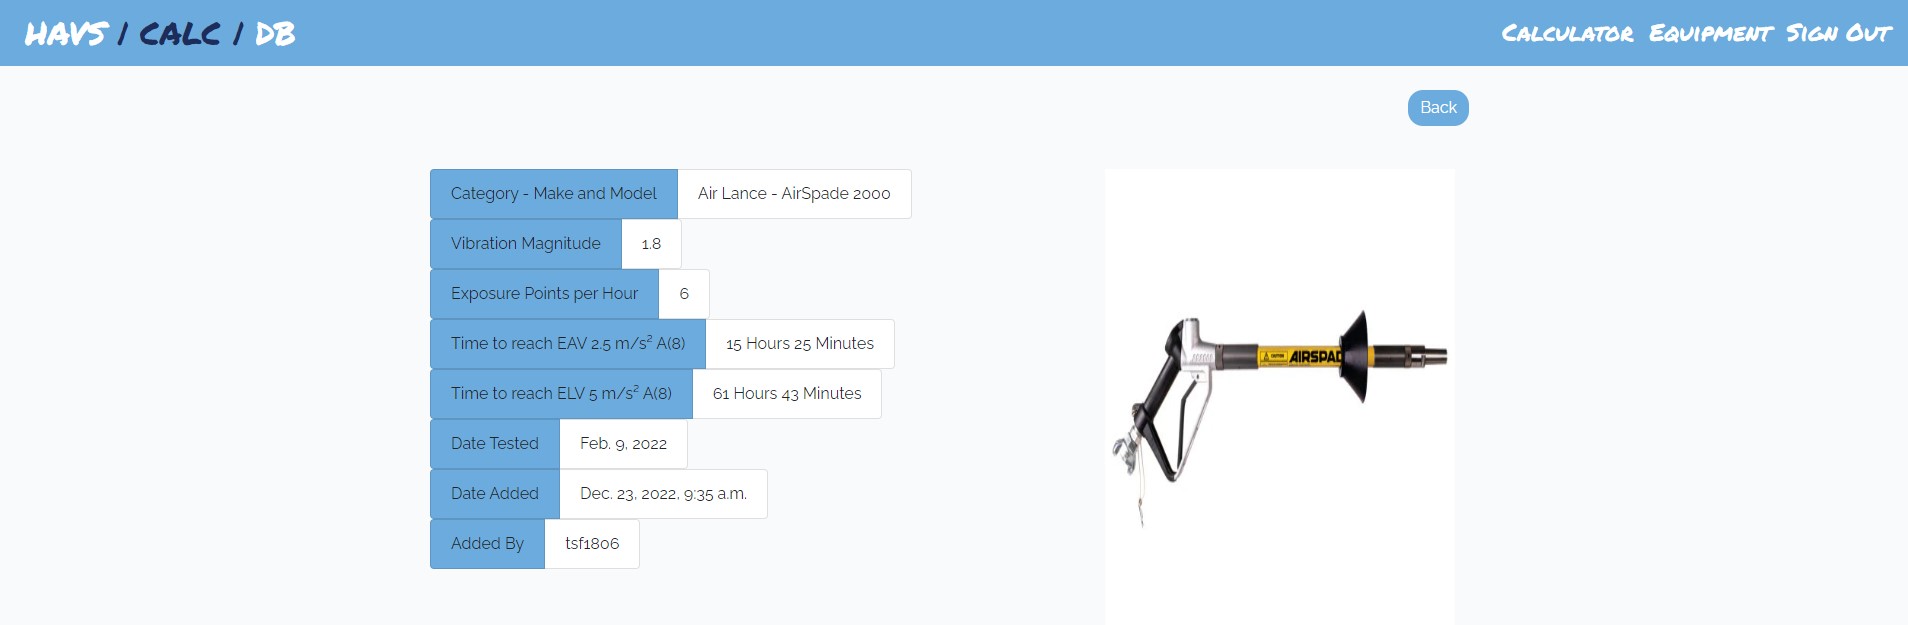 HAVS | CALC | DB
Calculator Equipment Sign Out
Back
Category - Make and Model Air Lance - AirSpade 2000
Vibration Magnitude 1.8
Exposure Points per Hour 6
Time to reach EAV 2.5 m/s² A(8) 15 Hours 25 Minutes
Time to reach ELV 5 m/s² A(8) 61 Hours 43 Minutes
Date Tested Feb. 9, 2022
Date Added Dec. 23, 2022, 9:35 a.m.
Added By tsf1806
AIRSPAD